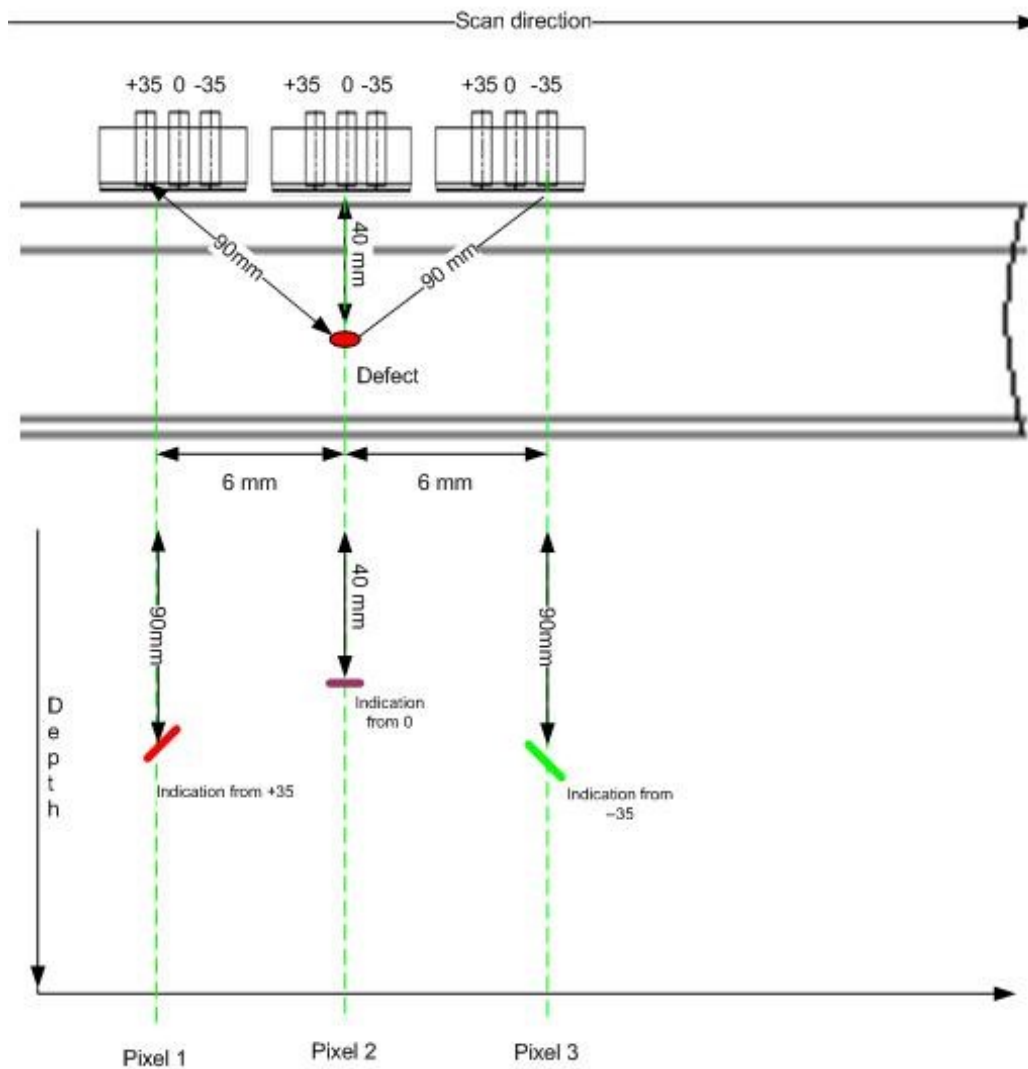 Scan direction
+35 0 -35
+35 0 -35
+35 0 -35
90mm
40 mm
90 mm
Defect
6 mm
6 mm
90mm
40 mm
90mm
Depth
Indication
from 0
Indication from +35
Indication from
–35
Pixel 1
Pixel 2
Pixel 3